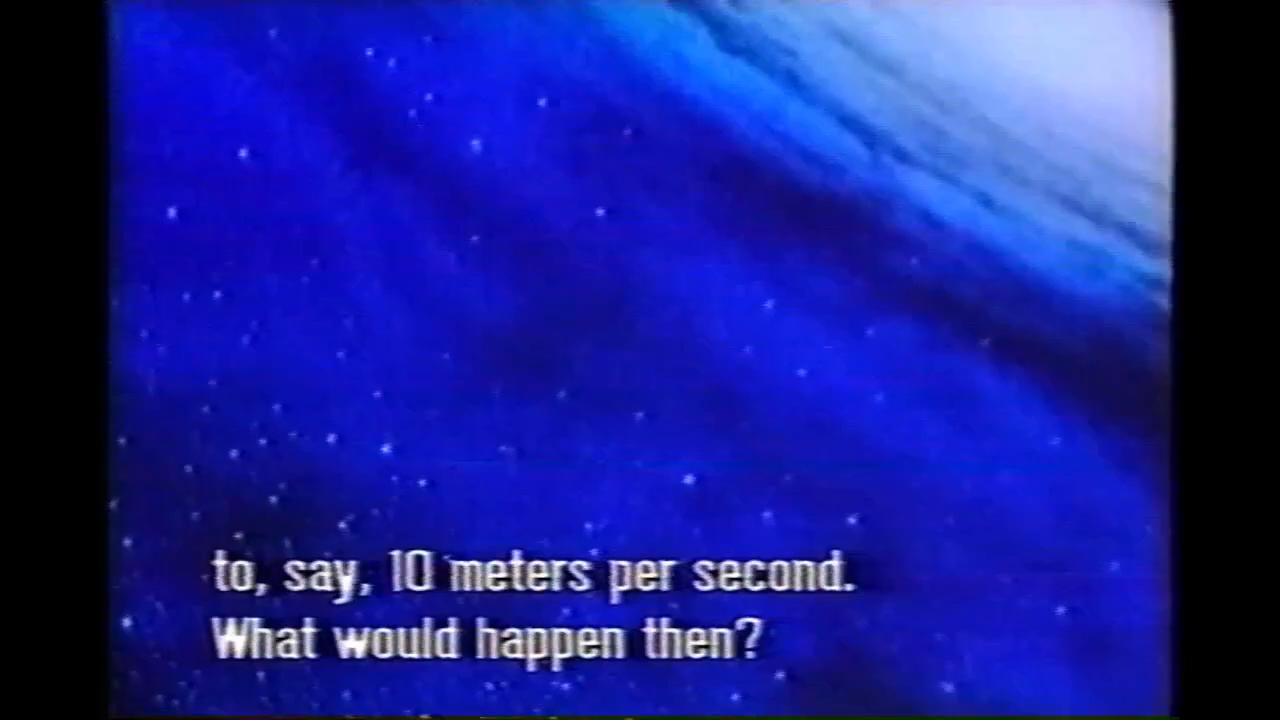 to, say, 10 meters per second.
What would happen then?